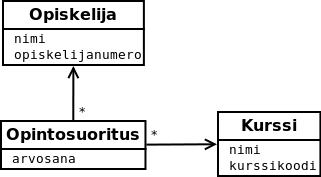 Opiskelija
nimi
opiskelijanumero
*
Opintosuoritus
arvosana
*
Kurssi
nimi
kurssikoodi